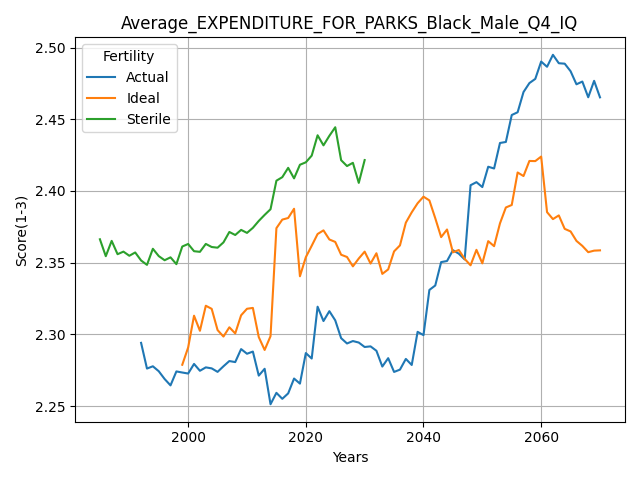 Average_EXPENDITURE_FOR_PARKS_Black_Male_Q4_IQ
Fertility
Actual
Ideal
Sterile
Score(1-3)
2.50
2.45
2.40
2.35
2.30
2.25
2000 2020 2040 2060
Years